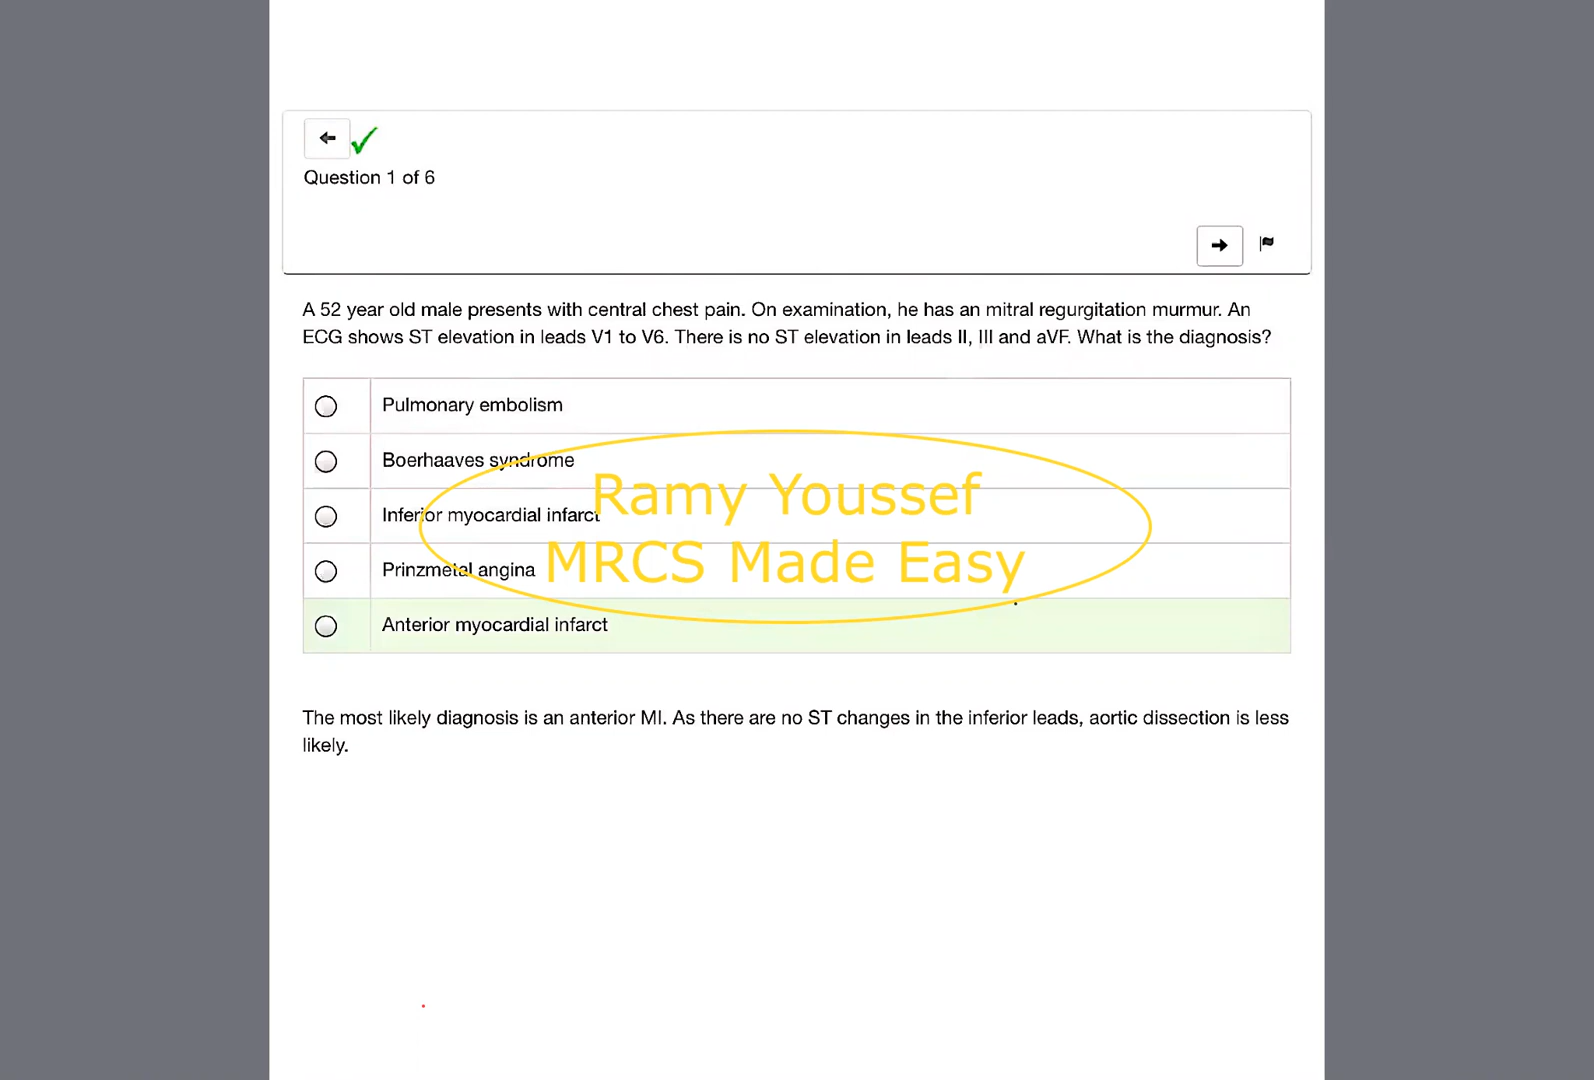 Question 1 of 6
A 52 year old male presents with central chest pain. On examination, he has an mitral regurgitation murmur. An
ECG shows ST elevation in leads V1 to V6. There is no ST elevation in leads II, III and aVF. What is the diagnosis?
Pulmonary embolism
Boerhaaves syndrome
Inferior myocardial infarct
Prinzmetal angina
Anterior myocardial infarct
Ramy Youssef
MRCS Made Easy
The most likely diagnosis is an anterior MI. As there are no ST changes in the inferior leads, aortic dissection is less
likely.